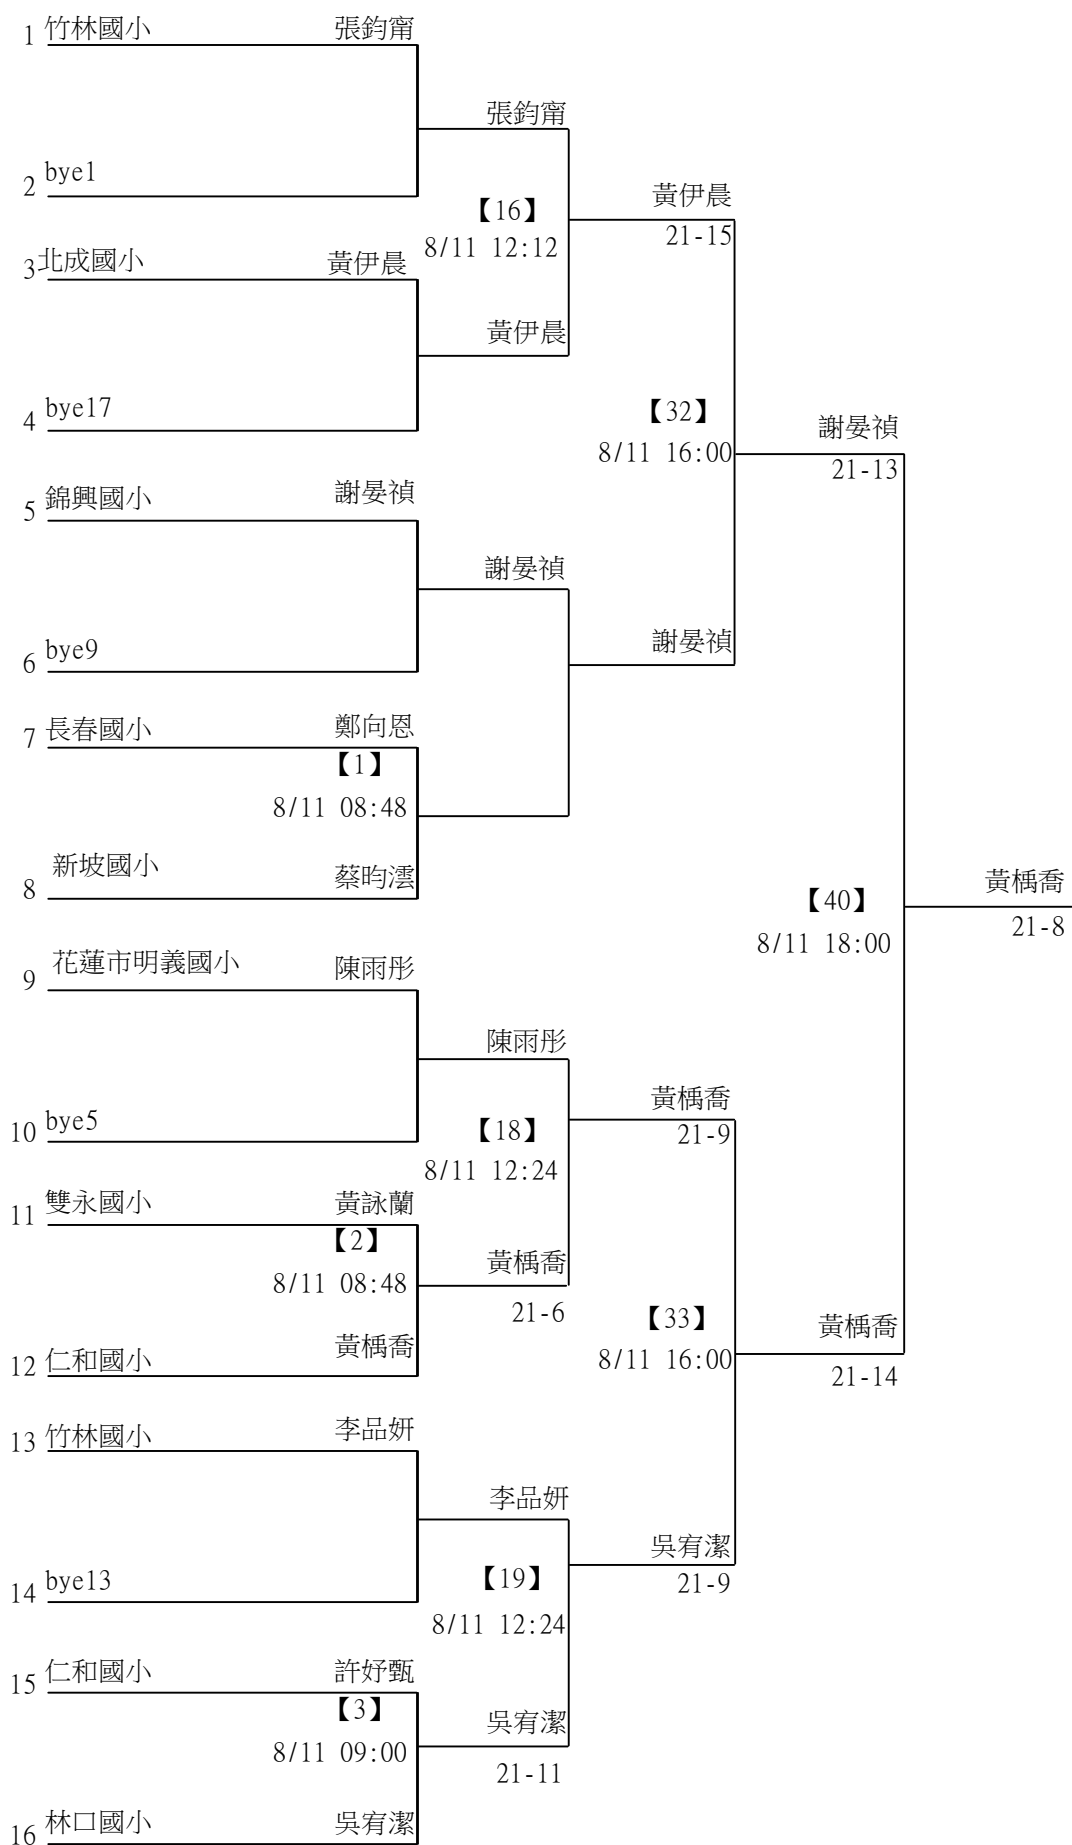 1 竹林國小 張鈞甯
張鈞甯
2 bye1
【16】
8/11 12:12
黃伊晨
21-15
3 北成國小 黃伊晨
黃伊晨
4 bye17
【32】
8/11 16:00
謝晏禎
21-13
5 錦興國小 謝晏禎
謝晏禎
6 bye9
謝晏禎
7 長春國小 鄭向恩
【1】
8/11 08:48
8 新坡國小 蔡昀澐
【40】
8/11 18:00
黃楀喬
21-8
9 花蓮市明義國小 陳雨彤
陳雨彤
10 bye5
【18】
8/11 12:24
黃楀喬
21-9
11 雙永國小 黃詠蘭
【2】
8/11 08:48
黃楀喬
21-6
12 仁和國小 黃楀喬
【33】
8/11 16:00
黃楀喬
21-14
13 竹林國小 李品妍
李品妍
14 bye13
【19】
8/11 12:24
吳宥潔
21-9
15 仁和國小 許妤甄
【3】
8/11 09:00
吳宥潔
21-11
16 林口國小 吳宥潔